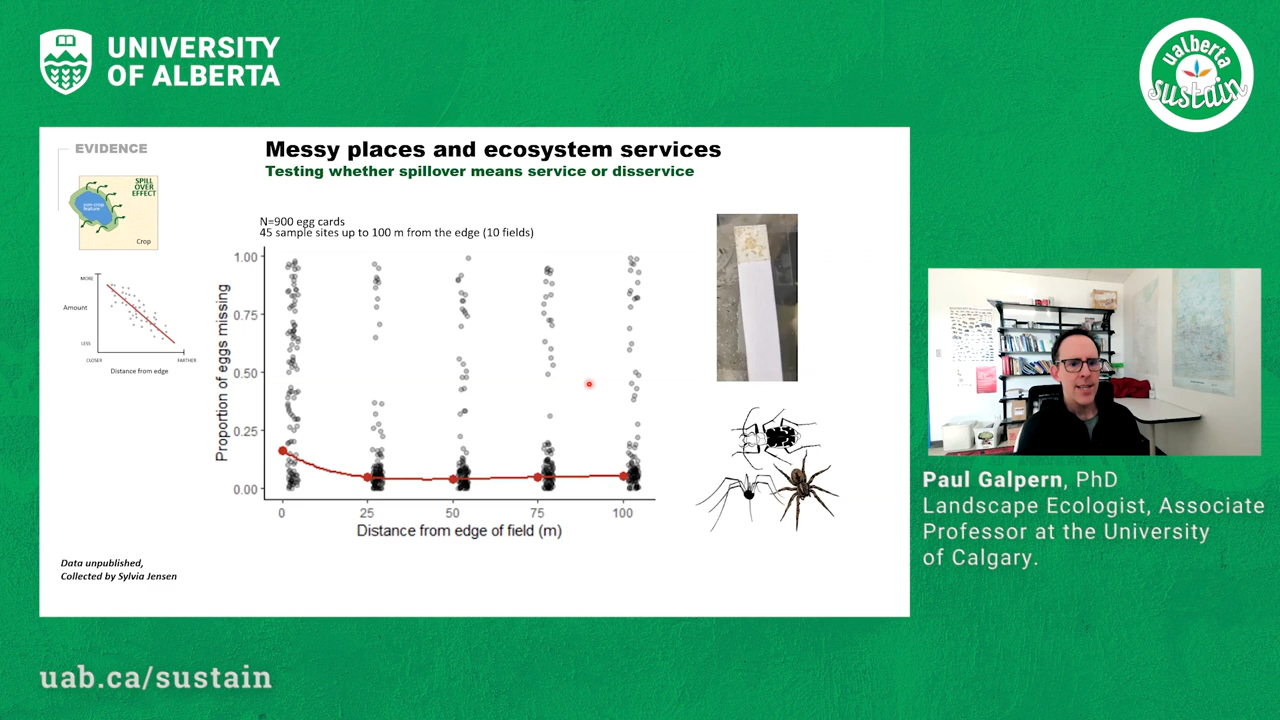 UNIVERSITY
OF ALBERTA
ualberta
sustain
EVIDENCE
Messy places and ecosystem services
Testing whether spillover means service or disservice
SPILL
OVER
EFFECT
non-crop
feature
Crop
N=900 egg cards
45 sample sites up to 100 m from the edge (10 fields)
MORE
Amount
LESS
CLOSER
FARTHER
Distance from edge
Proportion of eggs missing
1.00
0.75
0.50
0.25
0.00
0
25
50
75
100
Distance from edge of field (m)
Data unpublished,
Collected by Sylvia Jensen
Paul Galpern, PhD
Landscape Ecologist, Associate
Professor at the University
of Calgary.
uab.ca/sustain